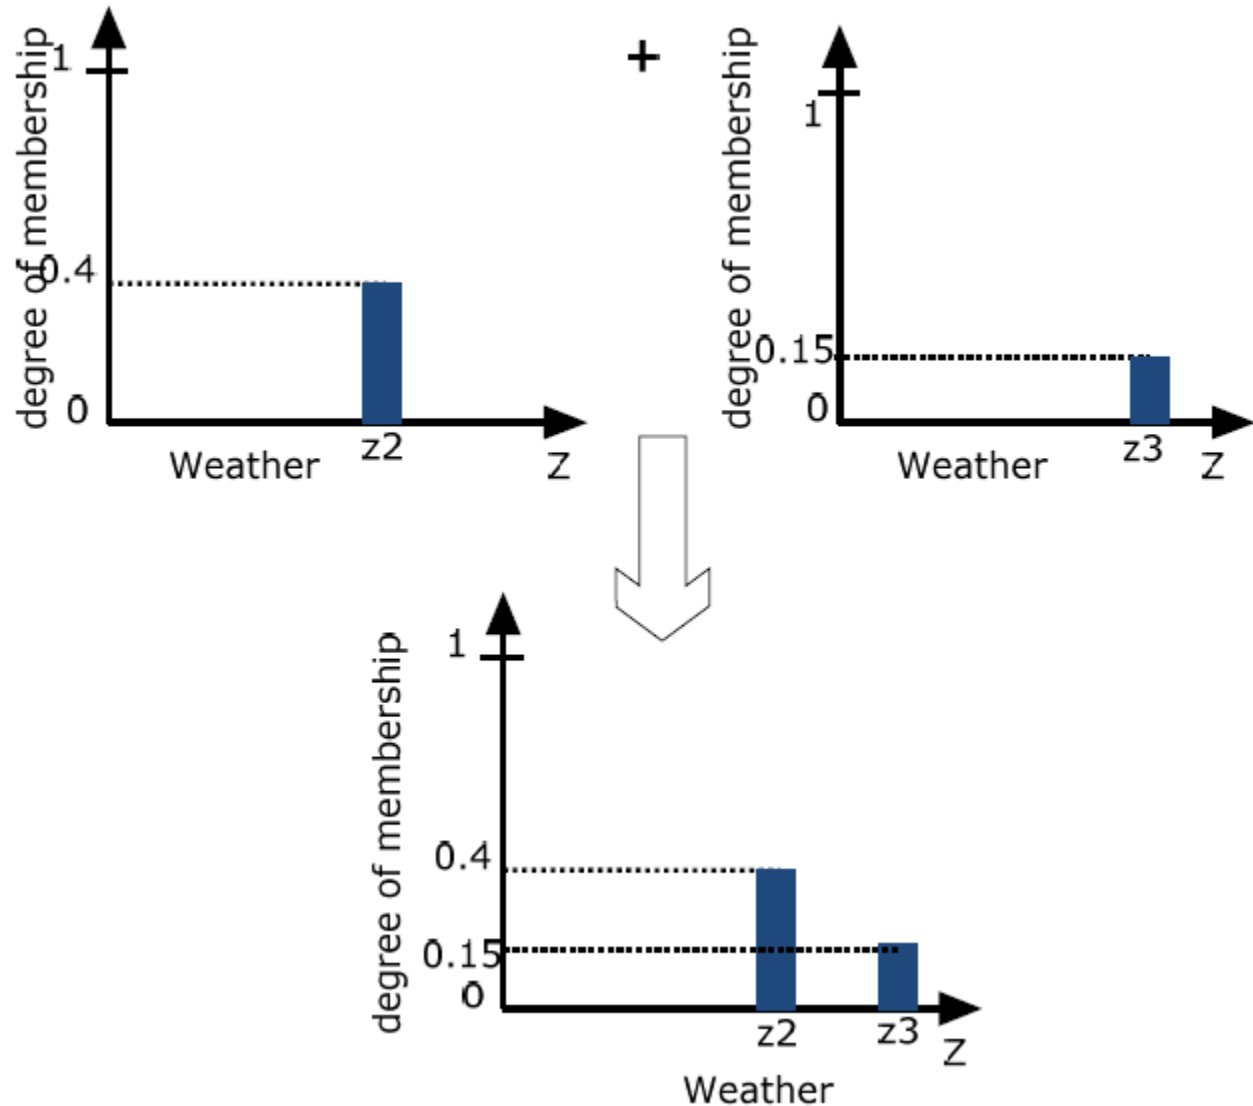 degree of membership
1
0.4
0
Weather
z2
Z
+
degree of membership
1
0.15
0
Weather
z3
Z
degree of membership
1
0.4
0.15
0
z2
z3
Z
Weather